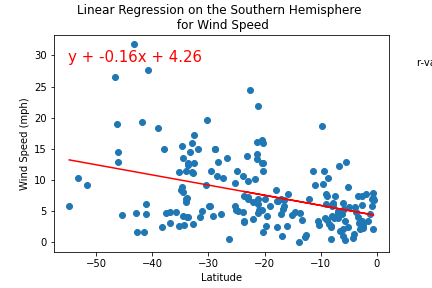 Linear Regression on the Southern Hemisphere
for Wind Speed
y + -0.16x + 4.26
r-va
Wind Speed (mph)
30
25
20
15
10
5
0
−50
−40
−30
−20
−10
0
Latitude